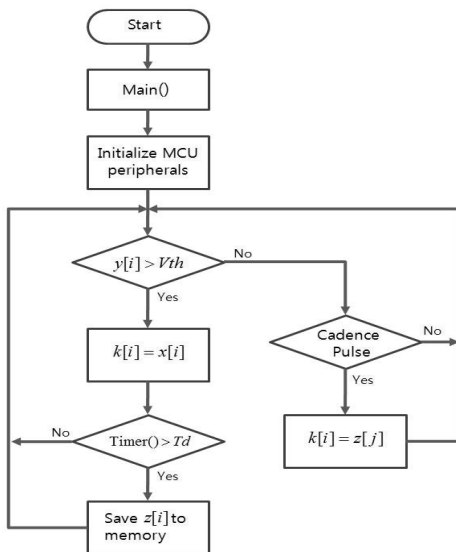 Start
Main()
Initialize MCU
peripherals
y[i] > Vth
No
Yes
Cadence
Pulse
No
k[i] = x[i]
Yes
k[i] = z[j]
No
Timer() > Td
Yes
Save z[i] to
memory